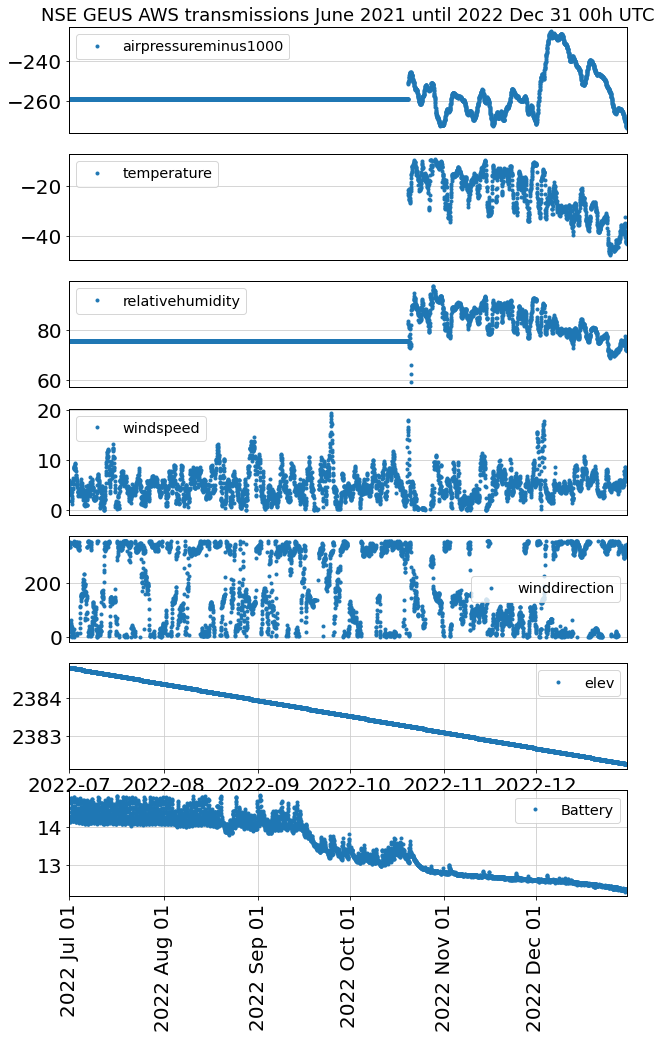 NSE GEUS AWS transmissions June 2021 until 2022 Dec 31 00h UTC
airpressureminus1000
−240
−260
temperature
−20
−40
relativehumidity
80
60
20
windspeed
10
0
200
winddirection
0
elev
2384
2383
2022-07 2022-08 2022-09 2022-10 2022-11 2022-12
Battery
14
13
2022 Jul 01
2022 Aug 01
2022 Sep 01
2022 Oct 01
2022 Nov 01
2022 Dec 01